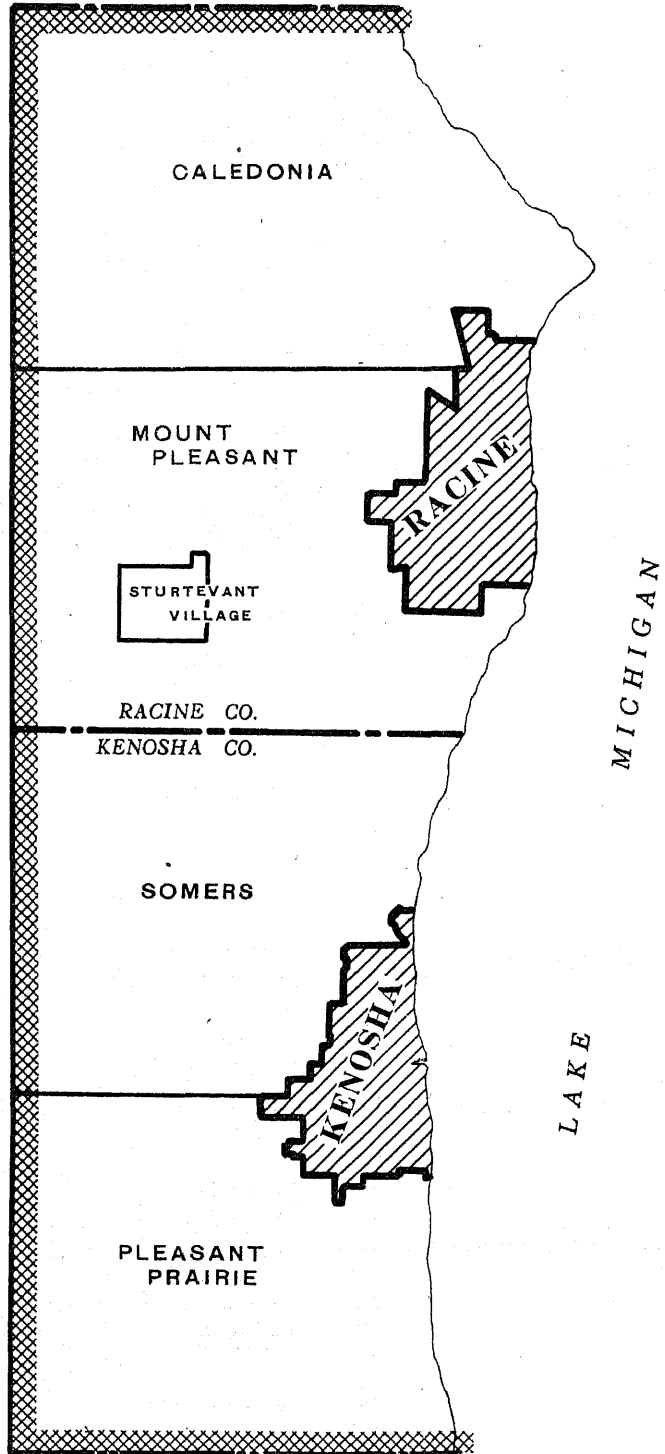 CALEDONIA
MOUNT
PLEASANT
RACINE
STURTEVANT
VILLAGE
MICHIGAN
RACINE CO.
KENOSHA CO.
SOMERS
KENOSHA
LAKE
PLEASANT
PRAIRIE